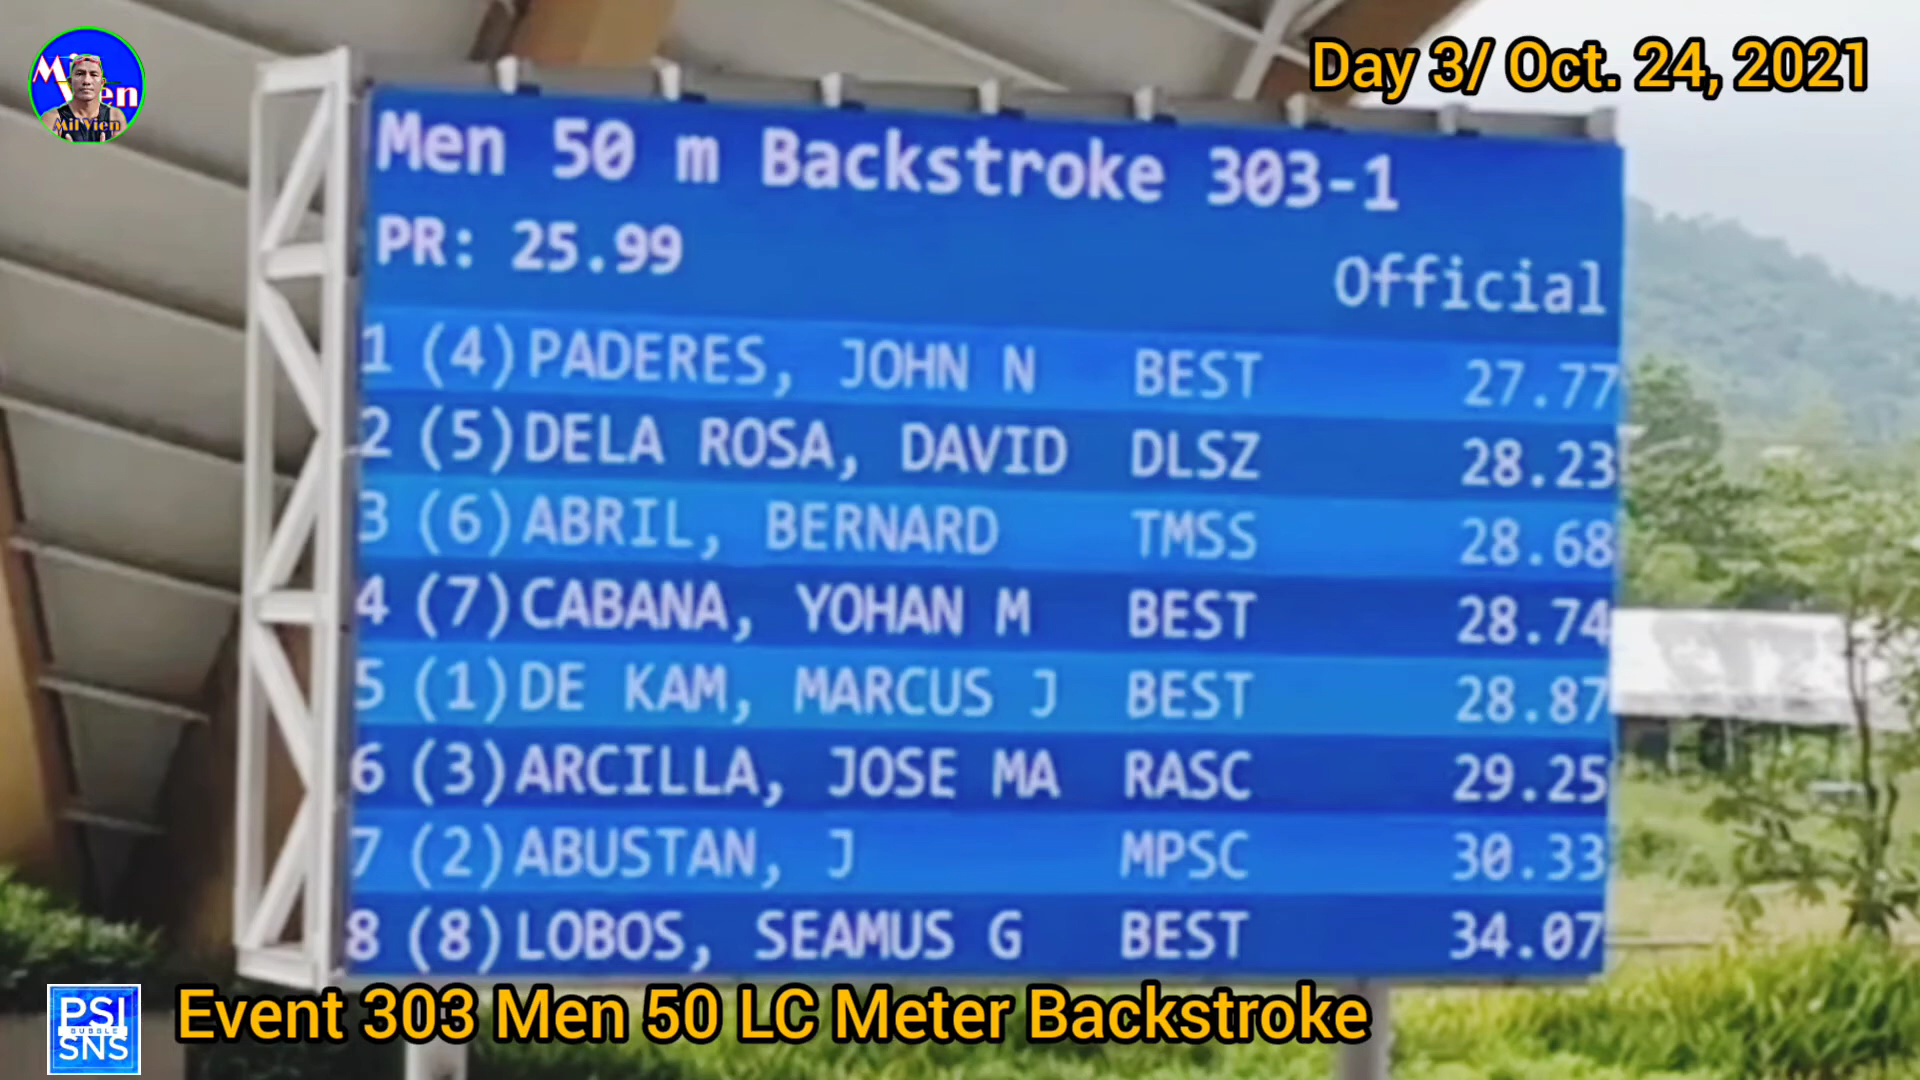 Day 3/ Oct. 24, 2021
Men 50 m Backstroke 303-1
PR: 25.99
Official
1 (4) PADERES, JOHN N BEST 27.77
2 (5) DELA ROSA, DAVID DLSZ 28.23
3 (6) ABRIL, BERNARD TMSS 28.68
4 (7) CABANA, YOHAN M BEST 28.74
5 (1) DE KAM, MARCUS J BEST 28.87
6 (3) ARCILLA, JOSE MA RASC 29.25
7 (2) ABUSTAN, J MPSC 30.33
8 (8) LOBOS, SEAMUS G BEST 34.07
PSI
BUBBLE
SNS
Event 303 Men 50 LC Meter Backstroke
Mil Vien